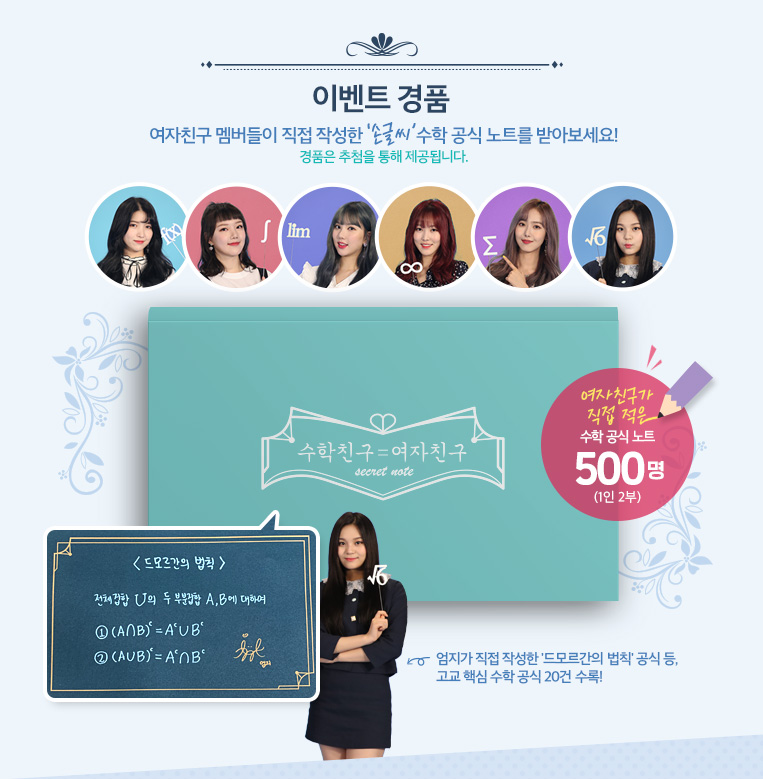 이벤트 경품
여자친구 멤버들이 직접 작성한 '손글씨' 수학 공식 노트를 받아보세요!
경품은 추첨을 통해 제공됩니다.
f(x)
∫
lim
∞
Σ
√6
수학친구=여자친구
secret note
여자친구가
직접 적은
수학 공식 노트
500명
(1인 2부)
〈 드모르간의 법칙 〉
전체집합 U의 두 부분집합 A, B에 대하여
① (A∩B)ᶜ = Aᶜ∪Bᶜ
② (A∪B)ᶜ = Aᶜ∩Bᶜ
엄지
√6
엄지가 직접 작성한 '드모르간의 법칙' 공식 등,
고교 핵심 수학 공식 20건 수록!